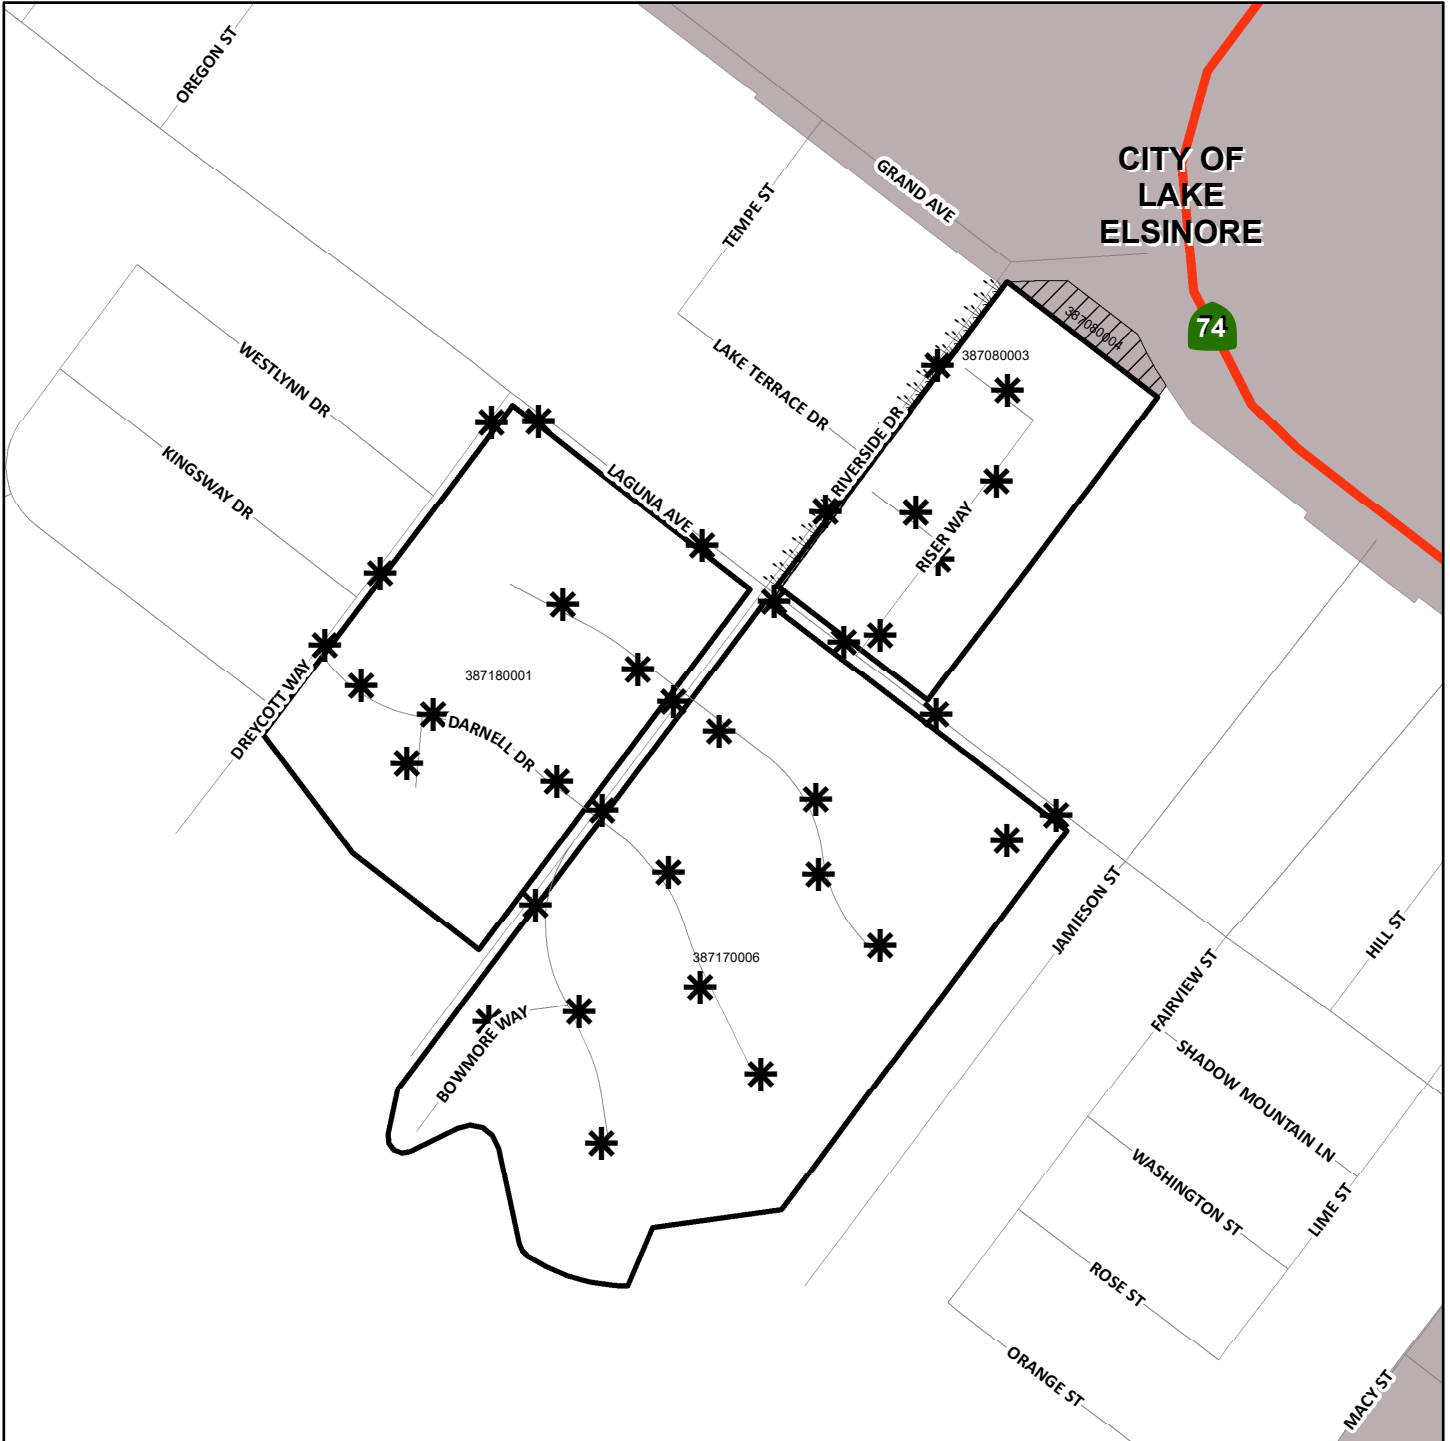 OREGON ST
CITY OF
LAKE
ELSINORE
GRAND AVE
TEMPE ST
74
387080004
387080003
LAKE TERRACE DR
WESTLYNN DR
RIVERSIDE DR
KINGSWAY DR
LAGUNA AVE
RISER WAY
387180001
DREYCOTT WAY
DARNELL DR
JAMIESON ST
HILL ST
387170006
FAIRVIEW ST
BOWMORE WAY
SHADOW MOUNTAIN LN
WASHINGTON ST
LIME ST
ROSE ST
ORANGE ST
MACY ST